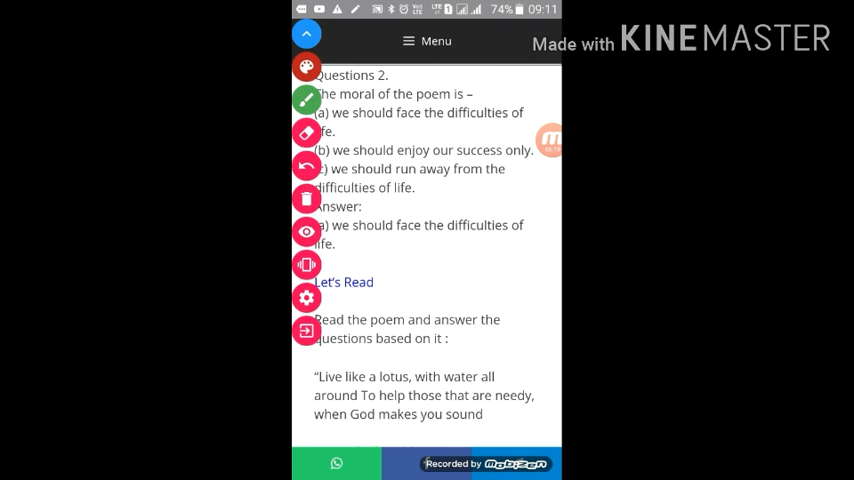 74% 09:11
Menu
Made with KINEMASTER
Questions 2.
The moral of the poem is –
(a) we should face the difficulties of
life.
(b) we should enjoy our success only.
(c) we should run away from the
difficulties of life.
Answer:
(a) we should face the difficulties of
life.
Let's Read
Read the poem and answer the
questions based on it :
“Live like a lotus, with water all
around To help those that are needy,
when God makes you sound
Recorded by mobizen